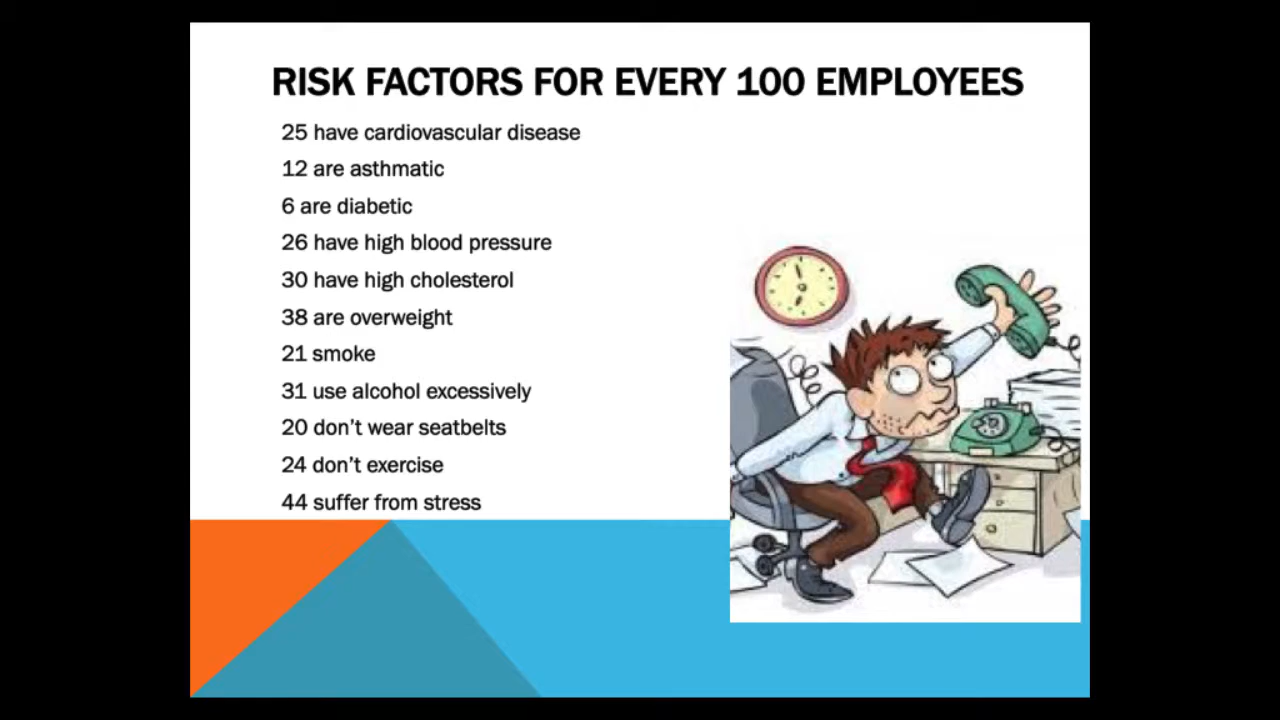 RISK FACTORS FOR EVERY 100 EMPLOYEES
25 have cardiovascular disease
12 are asthmatic
6 are diabetic
26 have high blood pressure
30 have high cholesterol
38 are overweight
21 smoke
31 use alcohol excessively
20 don’t wear seatbelts
24 don’t exercise
44 suffer from stress